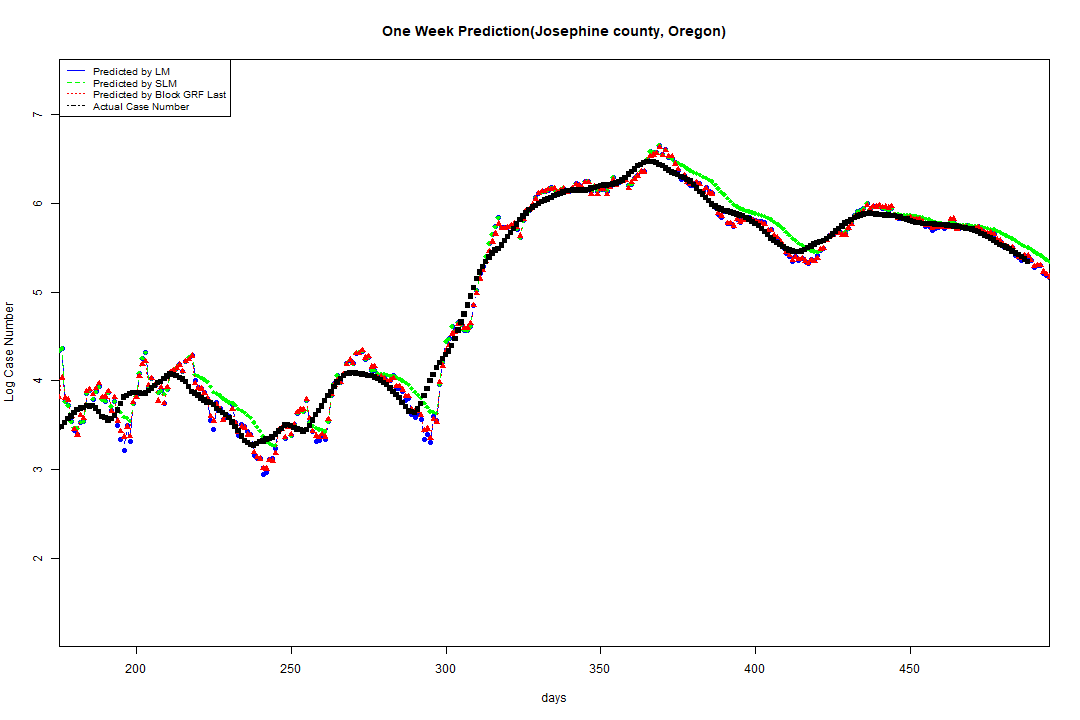 One Week Prediction(Josephine county, Oregon)
Predicted by LM
Predicted by SLM
Predicted by Block GRF Last
Actual Case Number
7
6
5
4
3
2
Log Case Number
200 250 300 350 400 450
days